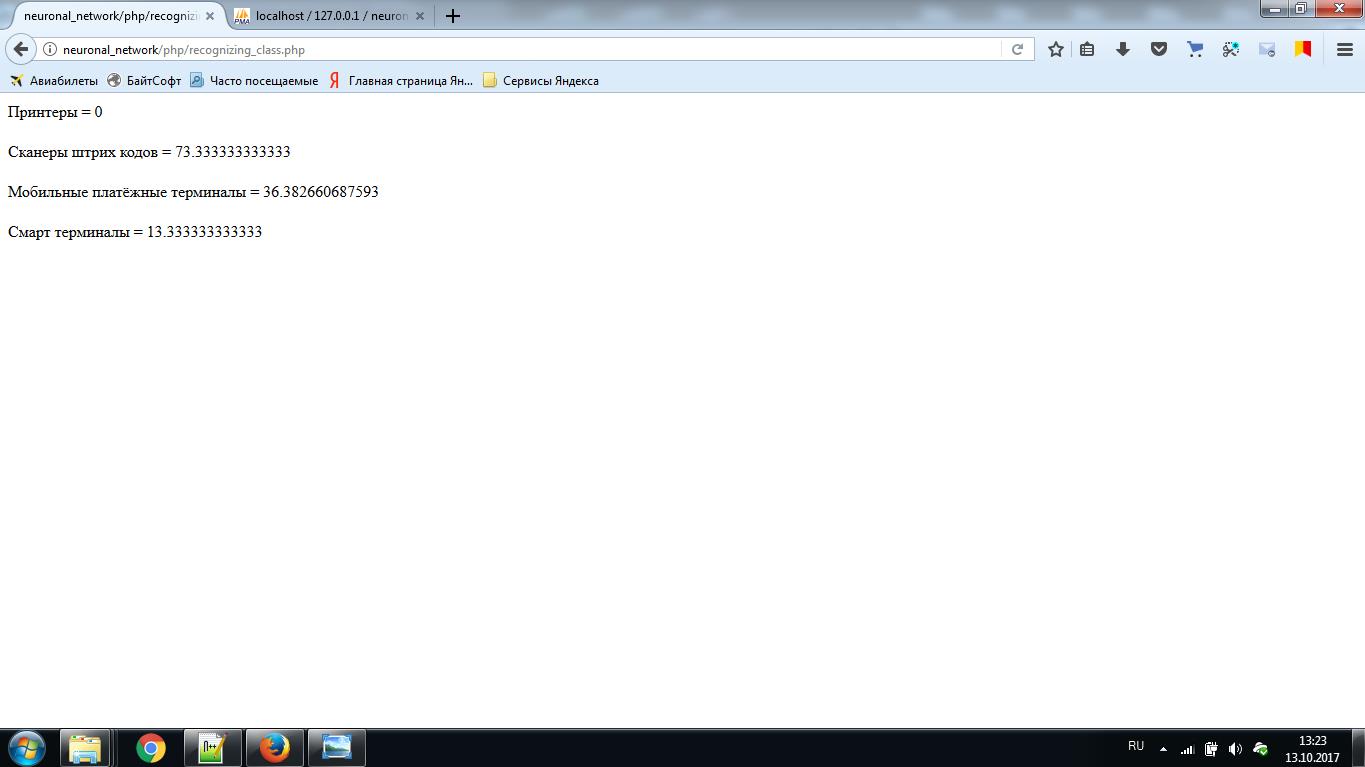 neuronal_network/php/recogniz
localhost / 127.0.0.1 / neuron
neuronal_network/php/recognizing_class.php
Авиабилеты БайтСофт Часто посещаемые Главная страница Ян... Сервисы Яндекса
Принтеры = 0
Сканеры штрих кодов = 73.333333333333
Мобильные платёжные терминалы = 36.382660687593
Смарт терминалы = 13.333333333333
RU
13:23
13.10.2017